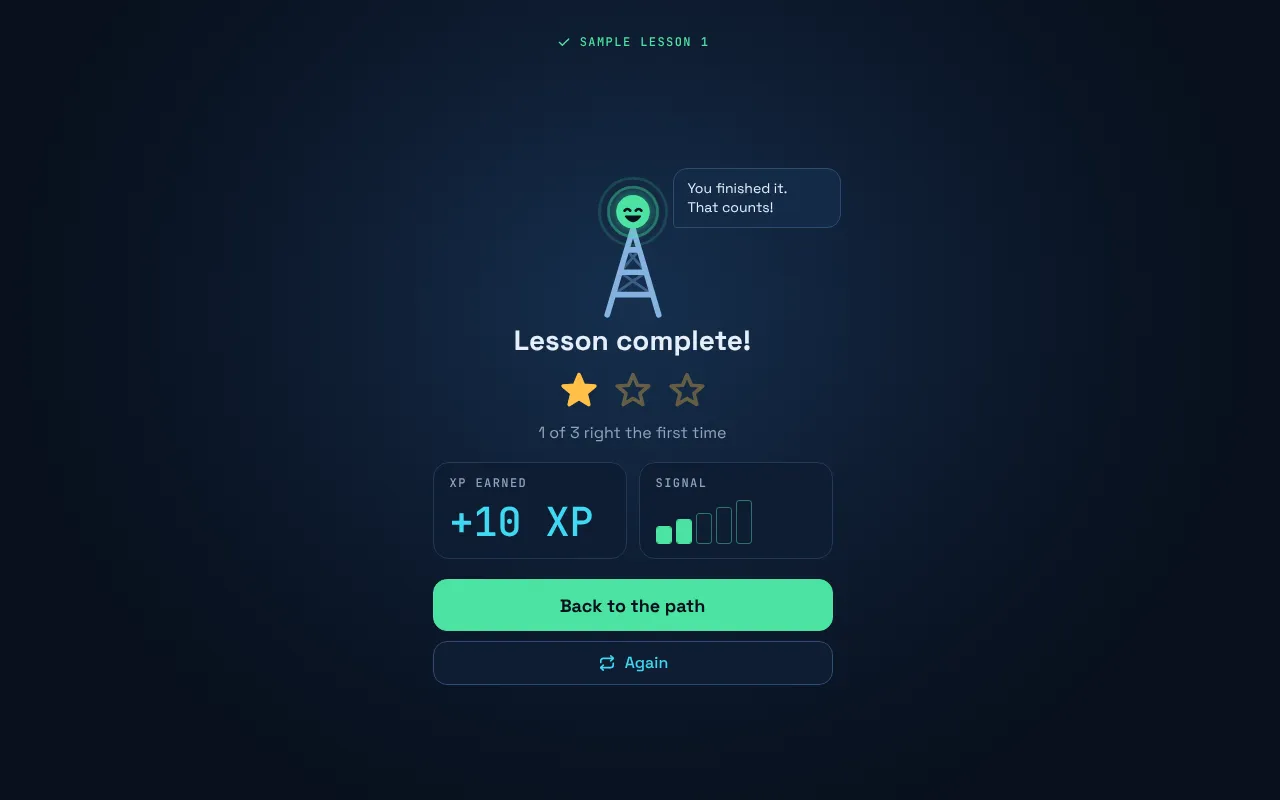 SAMPLE LESSON 1
You finished it.
That counts!
Lesson complete!
1 of 3 right the first time
XP EARNED
+10 XP
SIGNAL
Back to the path
Again